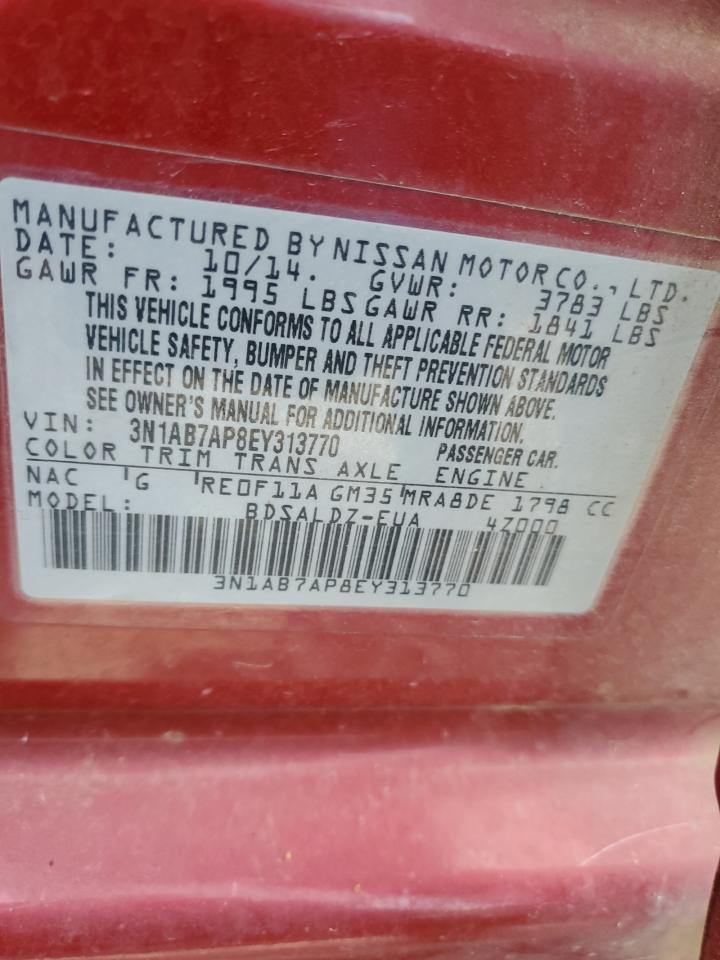 MANUFACTURED BY NISSAN MOTOR CO., LTD.
DATE: 10/14. GVWR: 3783 LBS
GAWR FR: 1995 LBS GAWR RR: 1841 LBS
THIS VEHICLE CONFORMS TO ALL APPLICABLE FEDERAL MOTOR
VEHICLE SAFETY, BUMPER AND THEFT PREVENTION STANDARDS
IN EFFECT ON THE DATE OF MANUFACTURE SHOWN ABOVE.
SEE OWNER'S MANUAL FOR ADDITIONAL INFORMATION.
VIN: 3N1AB7AP8EY313770 PASSENGER CAR.
COLOR TRIM TRANS AXLE ENGINE
NAC G RE0F11A GM35 MRA8DE 1798 CC
MODEL: BDSALDZ-EUA 4Z000
3N1AB7AP8EY313770